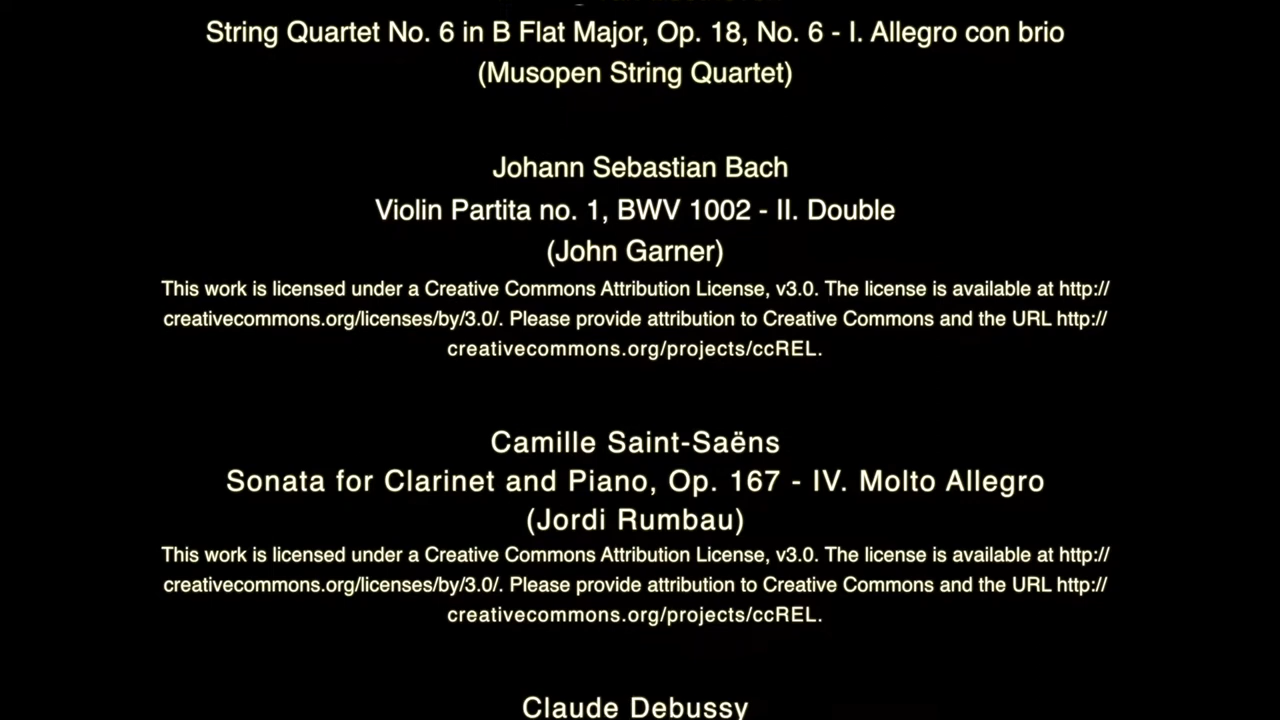 String Quartet No. 6 in B Flat Major, Op. 18, No. 6 - I. Allegro con brio
(Musopen String Quartet)
Johann Sebastian Bach
Violin Partita no. 1, BWV 1002 - II. Double
(John Garner)
This work is licensed under a Creative Commons Attribution License, v3.0. The license is available at http://
creativecommons.org/licenses/by/3.0/. Please provide attribution to Creative Commons and the URL http://
creativecommons.org/projects/ccREL.
Camille Saint-Saëns
Sonata for Clarinet and Piano, Op. 167 - IV. Molto Allegro
(Jordi Rumbau)
This work is licensed under a Creative Commons Attribution License, v3.0. The license is available at http://
creativecommons.org/licenses/by/3.0/. Please provide attribution to Creative Commons and the URL http://
creativecommons.org/projects/ccREL.
Claude Debussy